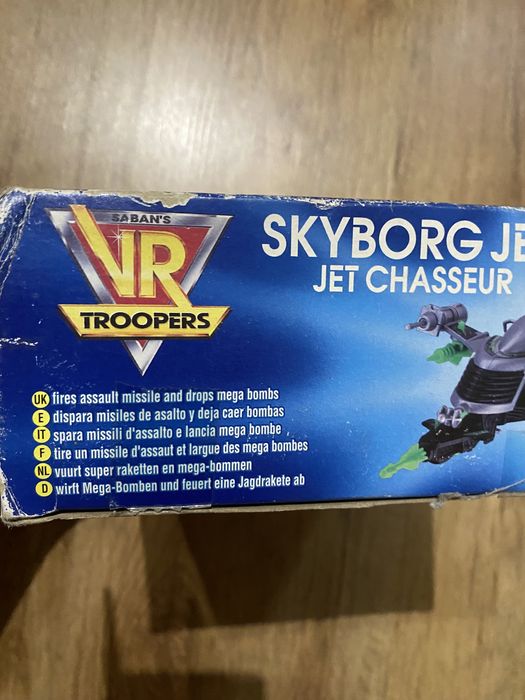 SABAN'S
VR
TROOPERS
SKYBORG JE
JET CHASSEUR
UK fires assault missile and drops mega bombs
E dispara misiles de asalto y deja caer bombas
IT spara missili d'assalto e lancia mega bombe
F tire un missile d'assaut et largue des mega bombes
NL vuurt super raketten en mega-bommen
D wirft Mega-Bomben und feuert eine Jagdrakete ab